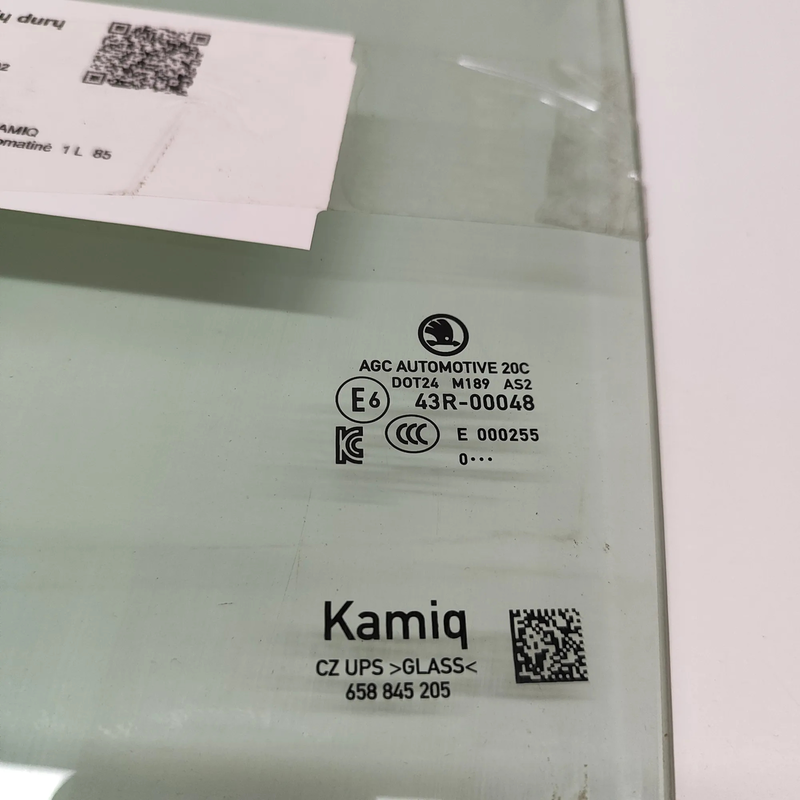 dury
AMIQ
omatinė 1 L 85
AGC AUTOMOTIVE 20C
DOT24 M189 AS2
E6 43R-00048
CCC E 000255
0•••
Kamiq
CZ UPS >GLASS<
658 845 205